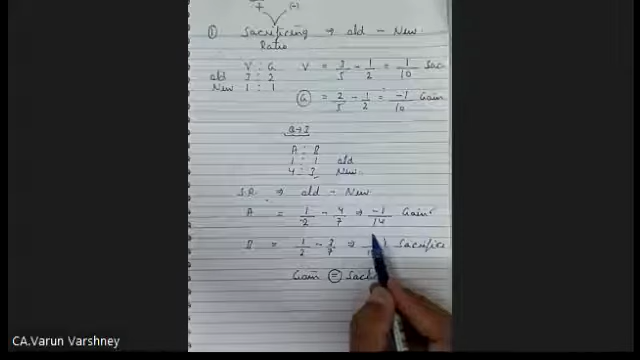 + (-)
① Sacrificing ⇒ old - New
Ratio
V : G V = 3/5 - 1/2 = 1/10 Sac
old 3 : 2
New 1 : 1
G = 2/5 - 1/2 = -1/10 Gain
Q→3
A : B
1 : 1 old
4 : 3 New
S.R ⇒ old - New
A = 1/2 - 4/7 ⇒ -1/14 Gain
B = 1/2 - 3/7 ⇒ Sacrifice
Gain =
CA.Varun Varshney